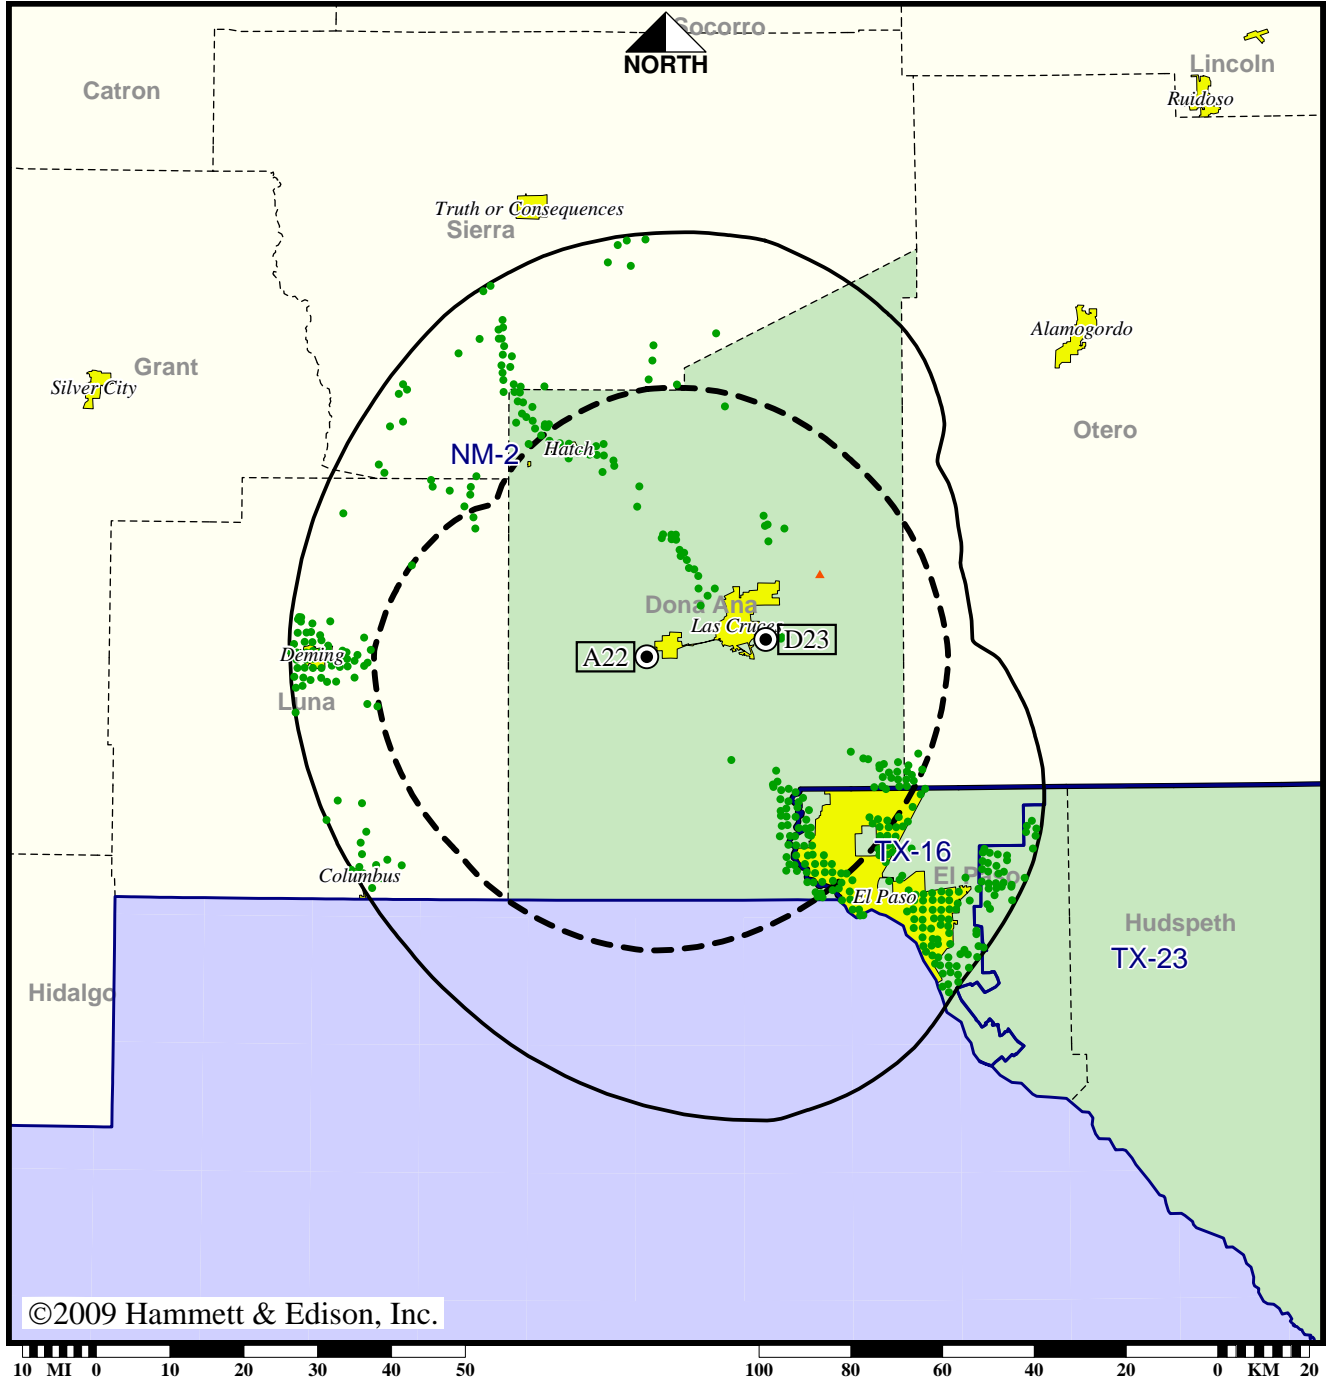 Socorro
NORTH
Lincoln
Catron
Ruidoso
Truth or Consequences
Sierra
Alamogordo
Grant
Silver City
Otero
NM-2
Hatch
Dona Ana
Las Cruces
D23
A22
Deming
Luna
TX-16
El Paso
Columbus
El Paso
Hudspeth
TX-23
Hidalgo
©2009 Hammett & Edison, Inc.
10 MI 0 10 20 30 40 50 100 80 60 40 20 0 KM 20